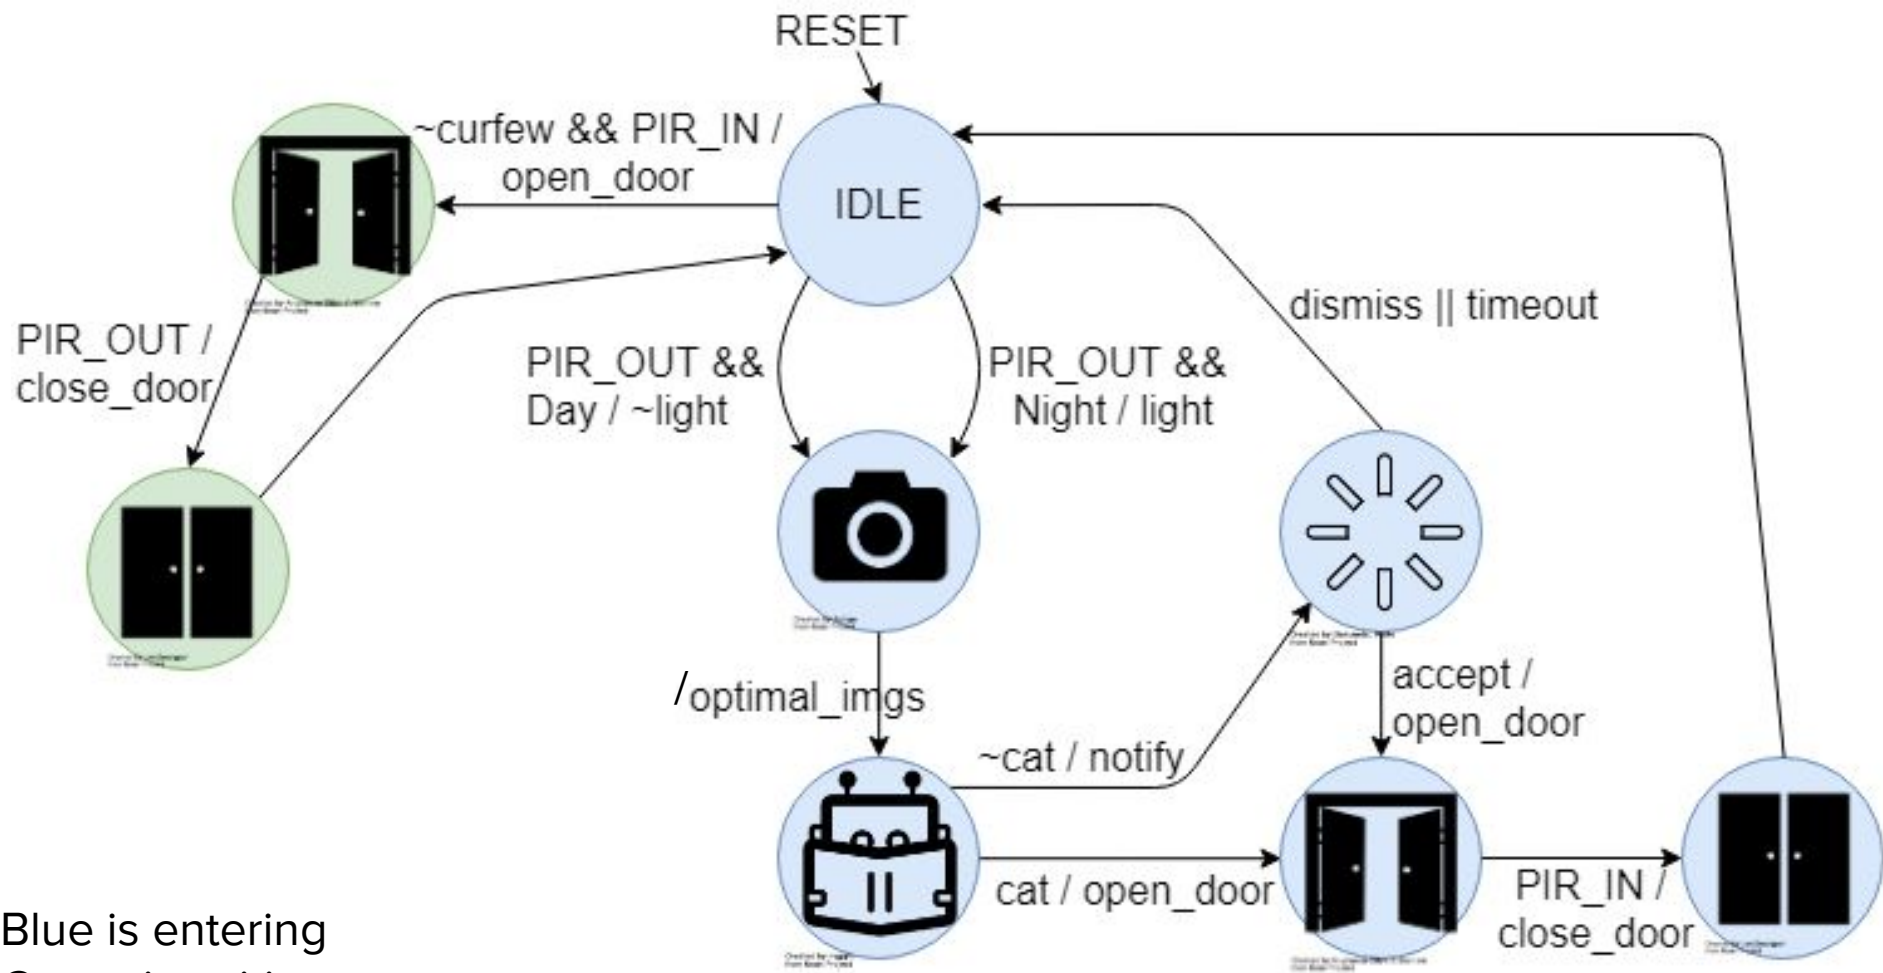 RESET
~curfew && PIR_IN /
open_door
IDLE
dismiss || timeout
PIR_OUT /
close_door
PIR_OUT &&
Day / ~light
PIR_OUT &&
Night / light
/optimal_imgs
accept /
open_door
~cat / notify
cat / open_door
PIR_IN /
close_door
Blue is entering